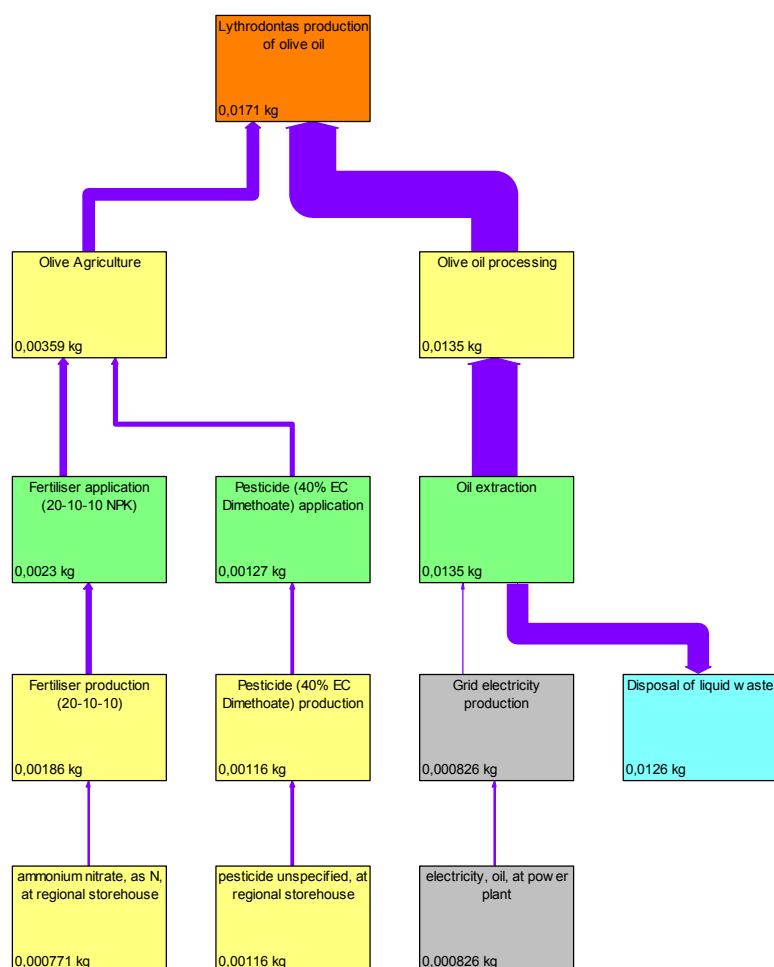 Lythrodontas production
of olive oil
0,0171 kg
Olive Agriculture
0,00359 kg
Olive oil processing
0,0135 kg
Fertiliser application
(20-10-10 NPK)
0,0023 kg
Pesticide (40% EC
Dimethoate) application
0,00127 kg
Oil extraction
0,0135 kg
Fertiliser production
(20-10-10)
0,00186 kg
Pesticide (40% EC
Dimethoate) production
0,00116 kg
Grid electricity
production
0,000826 kg
Disposal of liquid waste
0,0126 kg
ammonium nitrate, as N,
at regional storehouse
0,000771 kg
pesticide unspecified, at
regional storehouse
0,00116 kg
electricity, oil, at power
plant
0,000826 kg